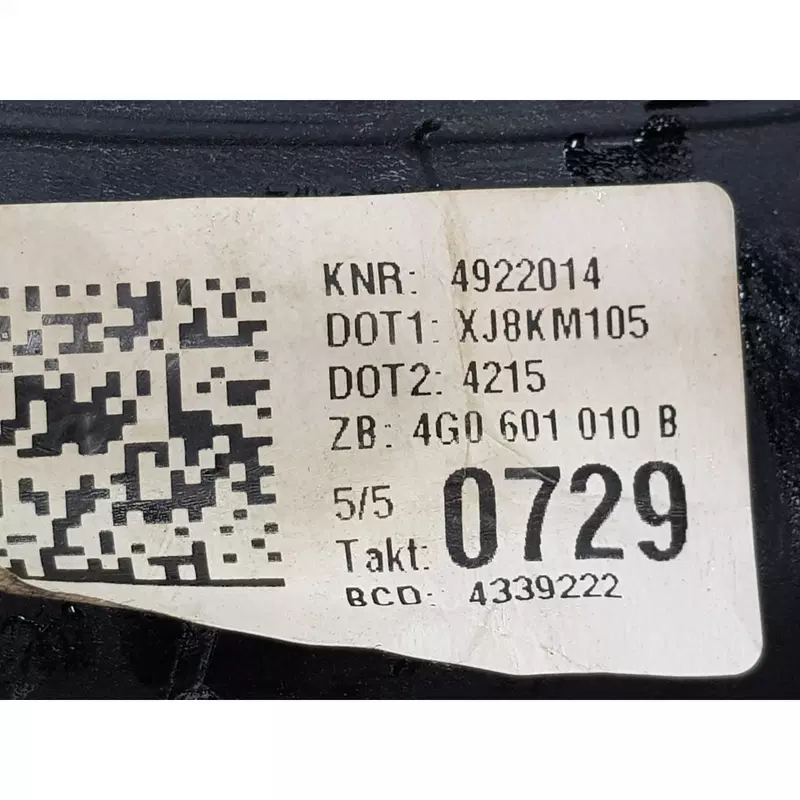 KNR: 4922014
DOT1: XJ8KM105
DOT2: 4215
ZB: 4G0 601 010 B
5/5
Takt: 0729
BCD: 4339222